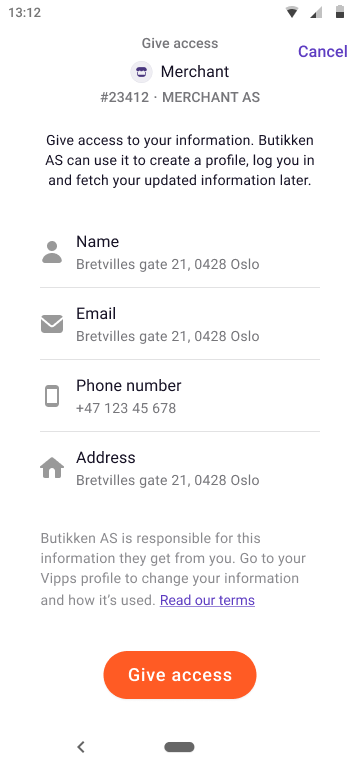 13:12
Give access
Cancel
Merchant
#23412 · MERCHANT AS
Give access to your information. Butikken
AS can use it to create a profile, log you in
and fetch your updated information later.
Name
Bretvilles gate 21, 0428 Oslo
Email
Bretvilles gate 21, 0428 Oslo
Phone number
+47 123 45 678
Address
Bretvilles gate 21, 0428 Oslo
Butikken AS is responsible for this
information they get from you. Go to your
Vipps profile to change your information
and how it’s used. Read our terms
Give access